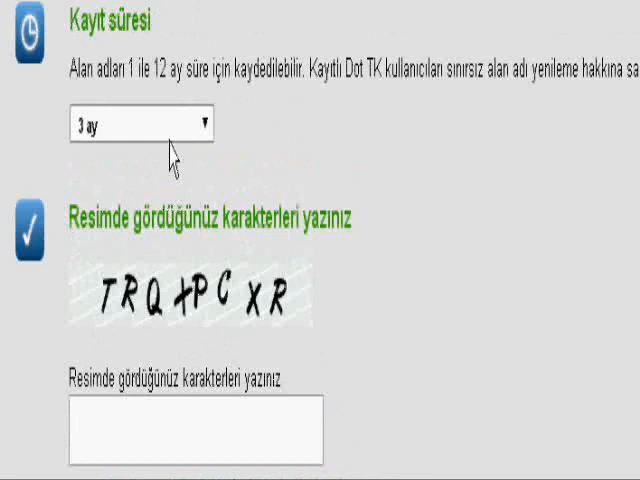 Kayıt süresi
Alan adları 1 ile 12 ay süre için kaydedilebilir. Kayıtlı Dot TK kullanıcıları sınırsız alan adı yenileme hakkına sa
3 ay
Resimde gördüğünüz karakterleri yazınız
Resimde gördüğünüz karakterleri yazınız